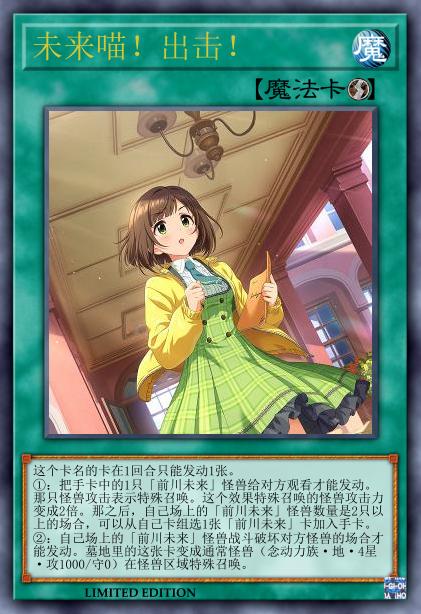 未来喵！出击！
魔
【魔法卡】
这个卡名的卡在1回合只能发动1张。
①：把手卡中的1只「前川未来」怪兽给对方观看才能发动。
那只怪兽攻击表示特殊召唤。这个效果特殊召唤的怪兽攻击力
变成2倍。那之后，自己场上的「前川未来」怪兽数量是2只以
上的场合，可以从自己卡组选1张「前川未来」卡加入手卡。
②：自己场上的「前川未来」怪兽战斗破坏对方怪兽的场合才
能发动。墓地里的这张卡变成通常怪兽（念动力族·地·4星
·攻1000/守0）在怪兽区域特殊召唤。
LIMITED EDITION